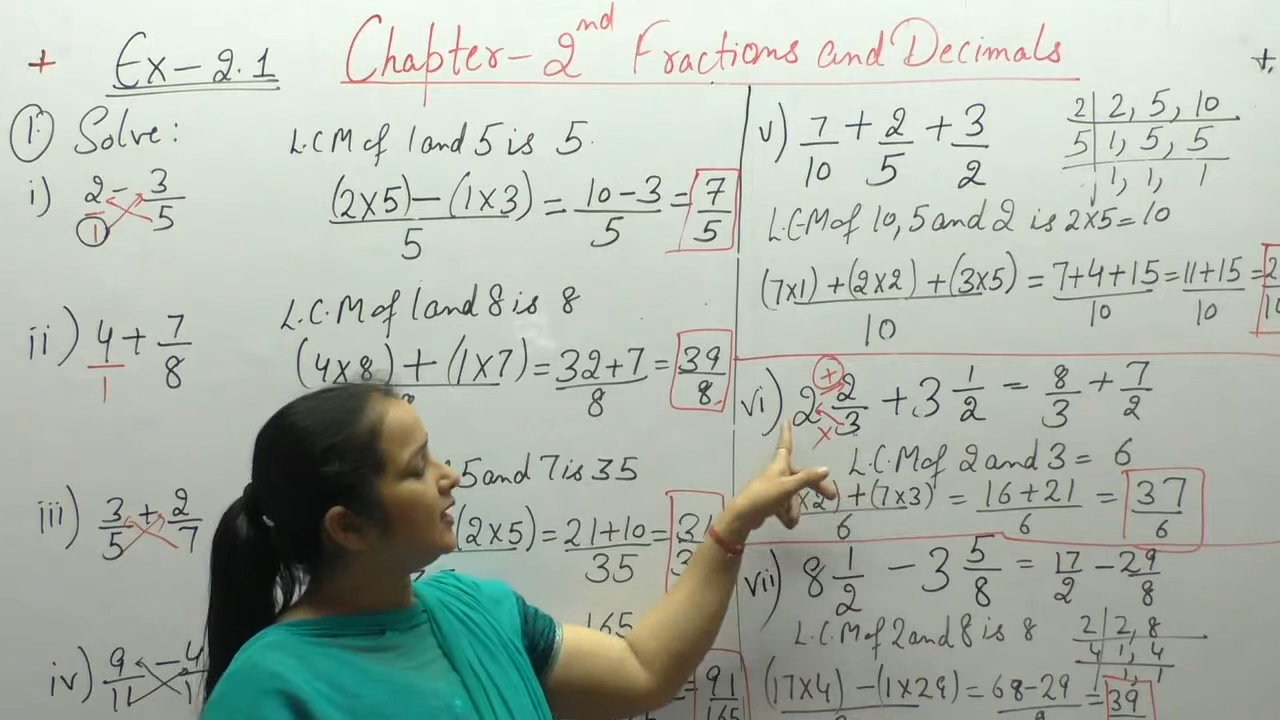 + Ex-2.1 Chapter-2nd Fractions and Decimals +.
① Solve:
i) 2/1 - 3/5
L.C.M of 1 and 5 is 5.
(2×5)-(1×3)/5 = 10-3/5 = 7/5
ii) 4/1 + 7/8
L.C.M of 1 and 8 is 8
(4×8)+(1×7) = 32+7/8 = 39/8
iii) 3/5 + 2/7
5 and 7 is 35
(2×5) = 21+10/35 =
iv) 9/11 - 4
165
= 91/165
v) 7/10 + 2/5 + 3/2
2 | 2, 5, 10
5 | 1, 5, 5
1, 1, 1
L.C.M of 10, 5 and 2 is 2×5=10
(7×1)+(2×2)+(3×5)/10 = 7+4+15/10 = 11+15/10 =
vi) 2 2/3 + 3 1/2 = 8/3 + 7/2
+
×
L.C.M of 2 and 3 = 6
×2)+(7×3)/6 = 16+21/6 = 37/6
vii) 8 1/2 - 3 5/8 = 17/2 - 29/8
L.C.M of 2 and 8 is 8
2 | 2, 8
4 | 1, 4
1, 1
(17×4)-(1×29) = 68-29 = 39